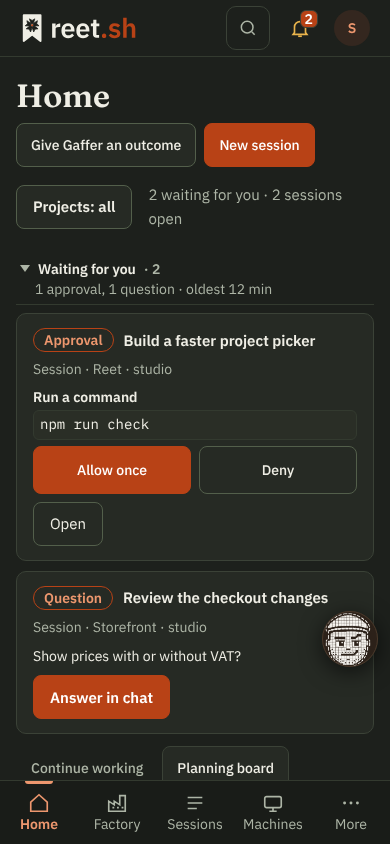 reet.sh
2
S
Home
Give Gaffer an outcome
New session
Projects: all
2 waiting for you · 2 sessions
open
Waiting for you · 2
1 approval, 1 question · oldest 12 min
Approval
Build a faster project picker
Session · Reet · studio
Run a command
npm run check
Allow once
Deny
Open
Question
Review the checkout changes
Session · Storefront · studio
Show prices with or without VAT?
Answer in chat
Continue working
Planning board
Home
Factory
Sessions
Machines
More